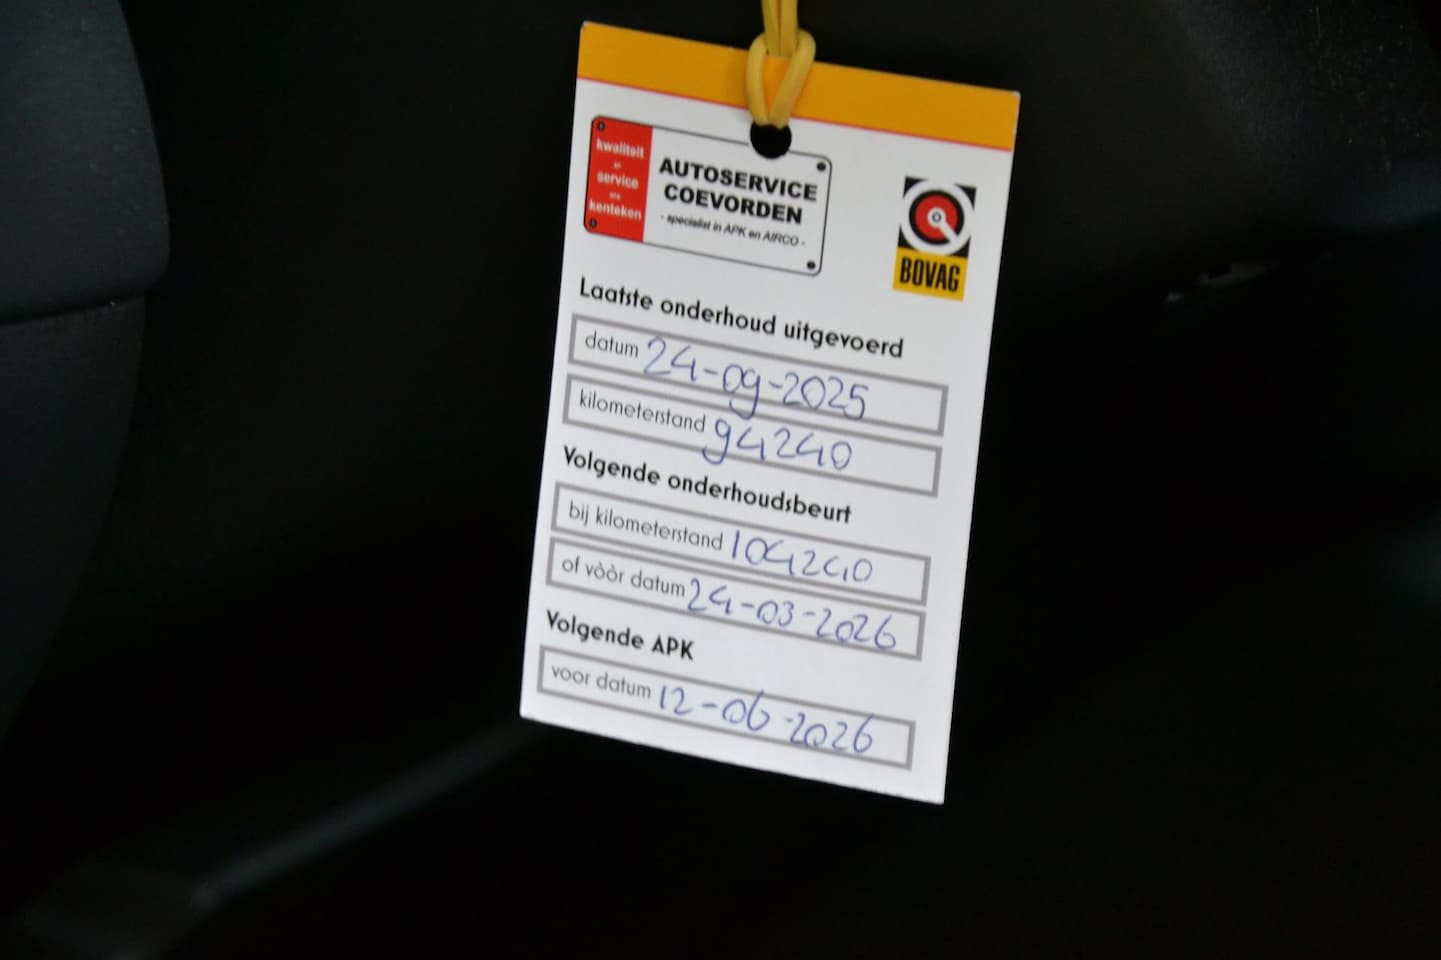 kwaliteit
en
service
ons
kenteken
AUTOSERVICE
COEVORDEN
- specialist in APK en AIRCO -
BOVAG
Laatste onderhoud uitgevoerd
datum 24-09-2025
kilometerstand 94240
Volgende onderhoudsbeurt
bij kilometerstand 104240
of vòòr datum 24-03-2026
Volgende APK
voor datum 12-06-2026